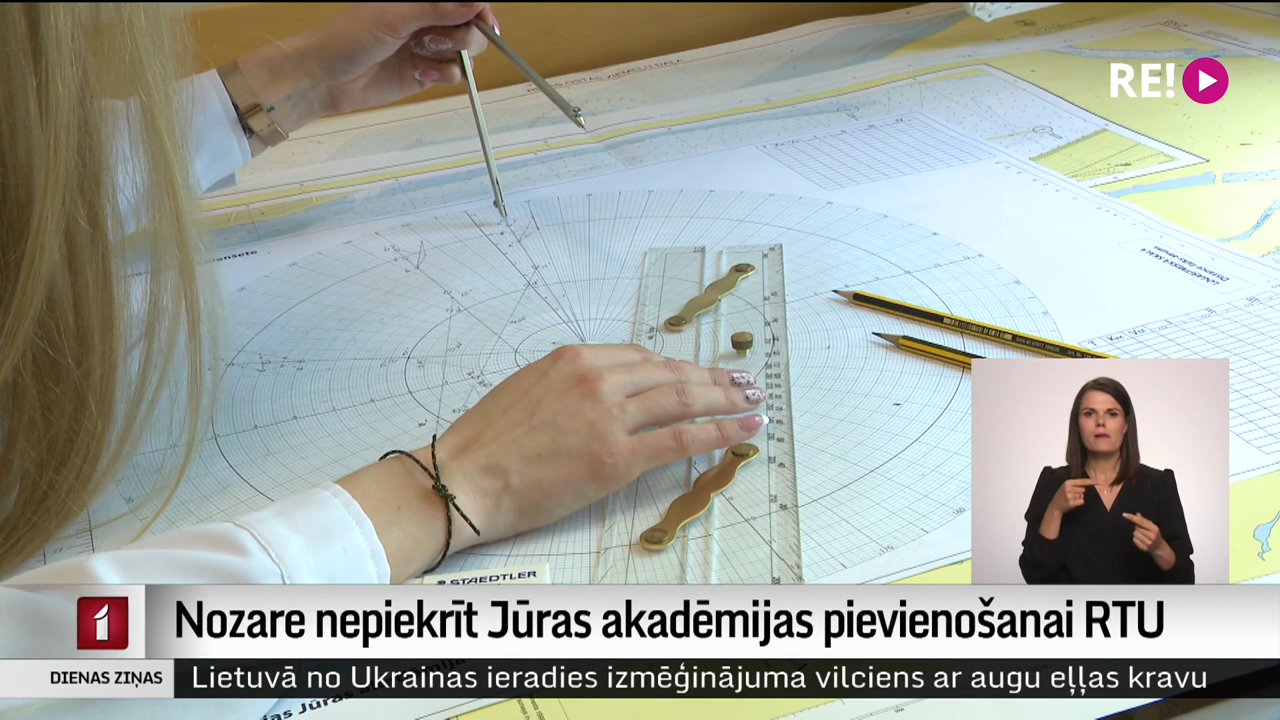 RE!
STAEDTLER
1
Nozare nepiekrīt Jūras akadēmijas pievienošanai RTU
DIENAS ZIŅAS
Lietuvā no Ukrainas ieradies izmēģinājuma vilciens ar augu eļļas kravu